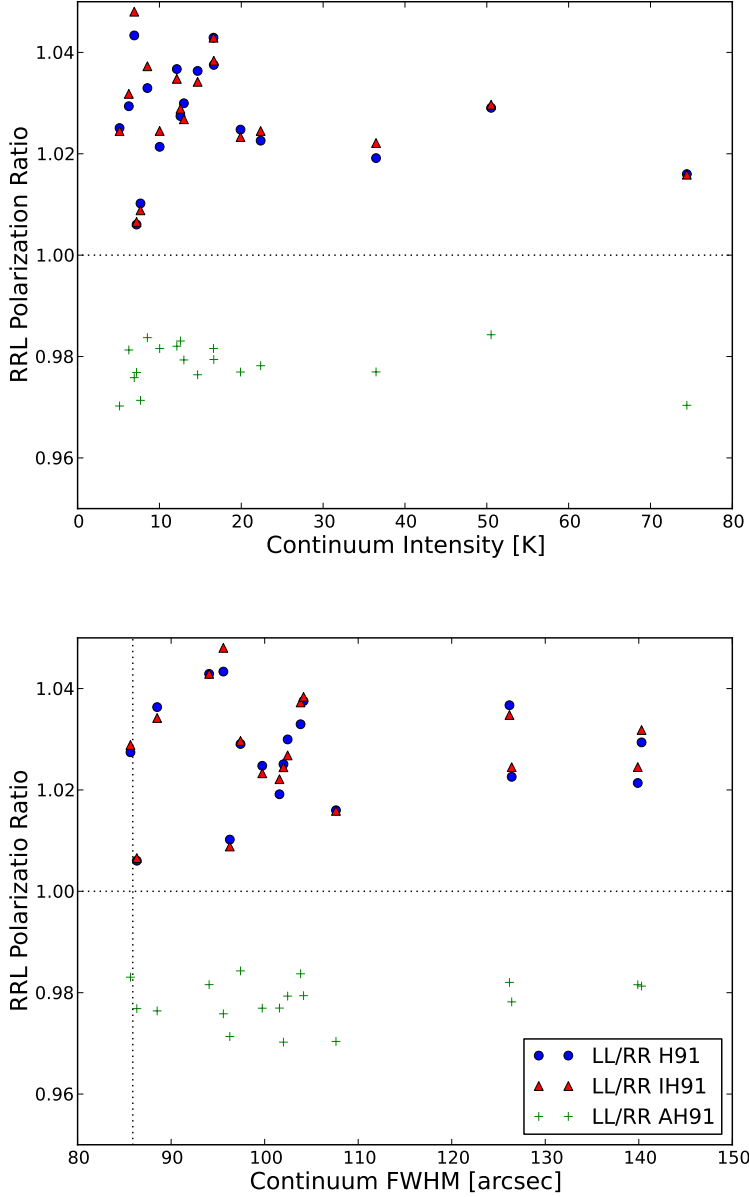 1.04
1.02
1.00
0.98
0.96
RRL Polarization Ratio
0 10 20 30 40 50 60 70 80
Continuum Intensity [K]
1.04
1.02
1.00
0.98
0.96
RRL Polarizatio Ratio
LL/RR H91
LL/RR IH91
LL/RR AH91
80 90 100 110 120 130 140 150
Continuum FWHM [arcsec]